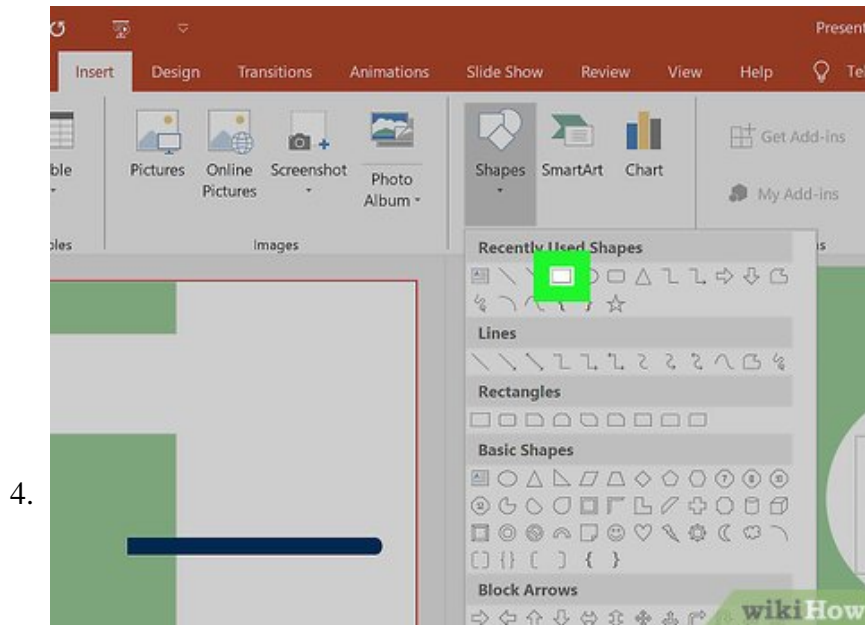 Present
Insert Design Transitions Animations Slide Show Review View Help Tel
ble
Pictures
Online Pictures
Screenshot
Photo Album
Shapes
SmartArt
Chart
Get Add-ins
My Add-ins
bles
Images
Recently Used Shapes
Lines
Rectangles
Basic Shapes
Block Arrows
4.
wikiHow